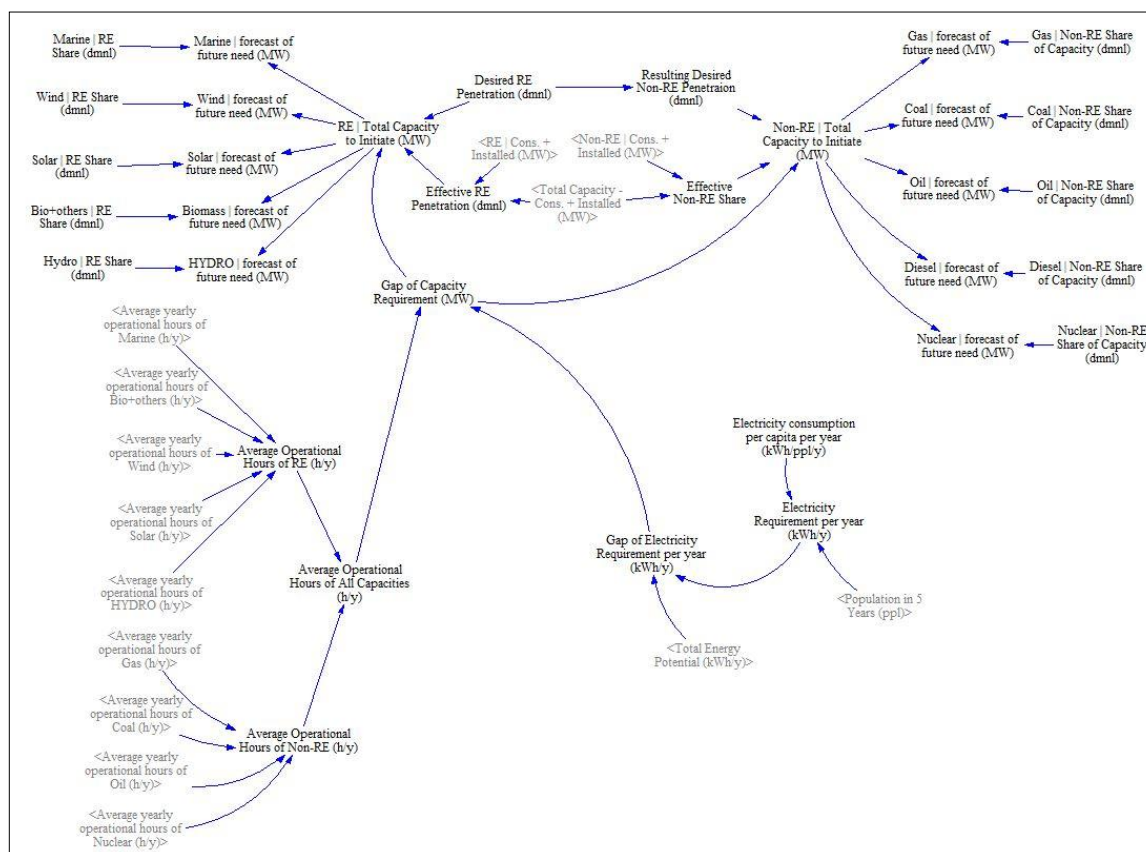 Marine | RE
Share (dmnl)
Marine | forecast of
future need (MW)
Wind | RE Share
(dmnl)
Wind | forecast of
future need (MW)
Solar | RE Share
(dmnl)
Solar | forecast of
future need (MW)
Bio+others | RE
Share (dmnl)
Biomass | forecast of
future need (MW)
Hydro | RE Share
(dmnl)
HYDRO | forecast of
future need (MW)
RE | Total Capacity
to Initiate (MW)
Desired RE
Penetration (dmnl)
Resulting Desired
Non-RE Penetraion
(dmnl)
<RE | Cons. +
Installed (MW)>
<Non-RE | Cons. +
Installed (MW)>
Effective RE
Penetration (dmnl)
<Total Capacity -
Cons. + Installed
(MW)>
Effective
Non-RE Share
Non-RE | Total
Capacity to Initiate
(MW)
Gas | forecast of
future need (MW)
Gas | Non-RE Share
of Capacity (dmnl)
Coal | forecast of
future need (MW)
Coal | Non-RE Share
of Capacity (dmnl)
Oil | forecast of
future need (MW)
Oil | Non-RE Share
of Capacity (dmnl)
Diesel | forecast of
future need (MW)
Diesel | Non-RE Share
of Capacity (dmnl)
Nuclear | forecast of
future need (MW)
Nuclear | Non-RE
Share of Capacity
(dmnl)
Gap of Capacity
Requirement (MW)
<Average yearly
operational hours of
Marine (h/y)>
<Average yearly
operational hours of
Bio+others (h/y)>
<Average yearly
operational hours of
Wind (h/y)>
<Average yearly
operational hours of
Solar (h/y)>
<Average yearly
operational hours of
HYDRO (h/y)>
Average Operational
Hours of RE (h/y)
Average Operational
Hours of All Capacities
(h/y)
<Average yearly
operational hours of
Gas (h/y)>
<Average yearly
operational hours of
Coal (h/y)>
<Average yearly
operational hours of
Oil (h/y)>
<Average yearly
operational hours of
Nuclear (h/y)>
Average Operational
Hours of Non-RE (h/y)
Electricity consumption
per capita per year
(kWh/ppl/y)
Electricity
Requirement per year
(kWh/y)
Gap of Electricity
Requirement per year
(kWh/y)
<Population in 5
Years (ppl)>
<Total Energy
Potential (kWh/y)>